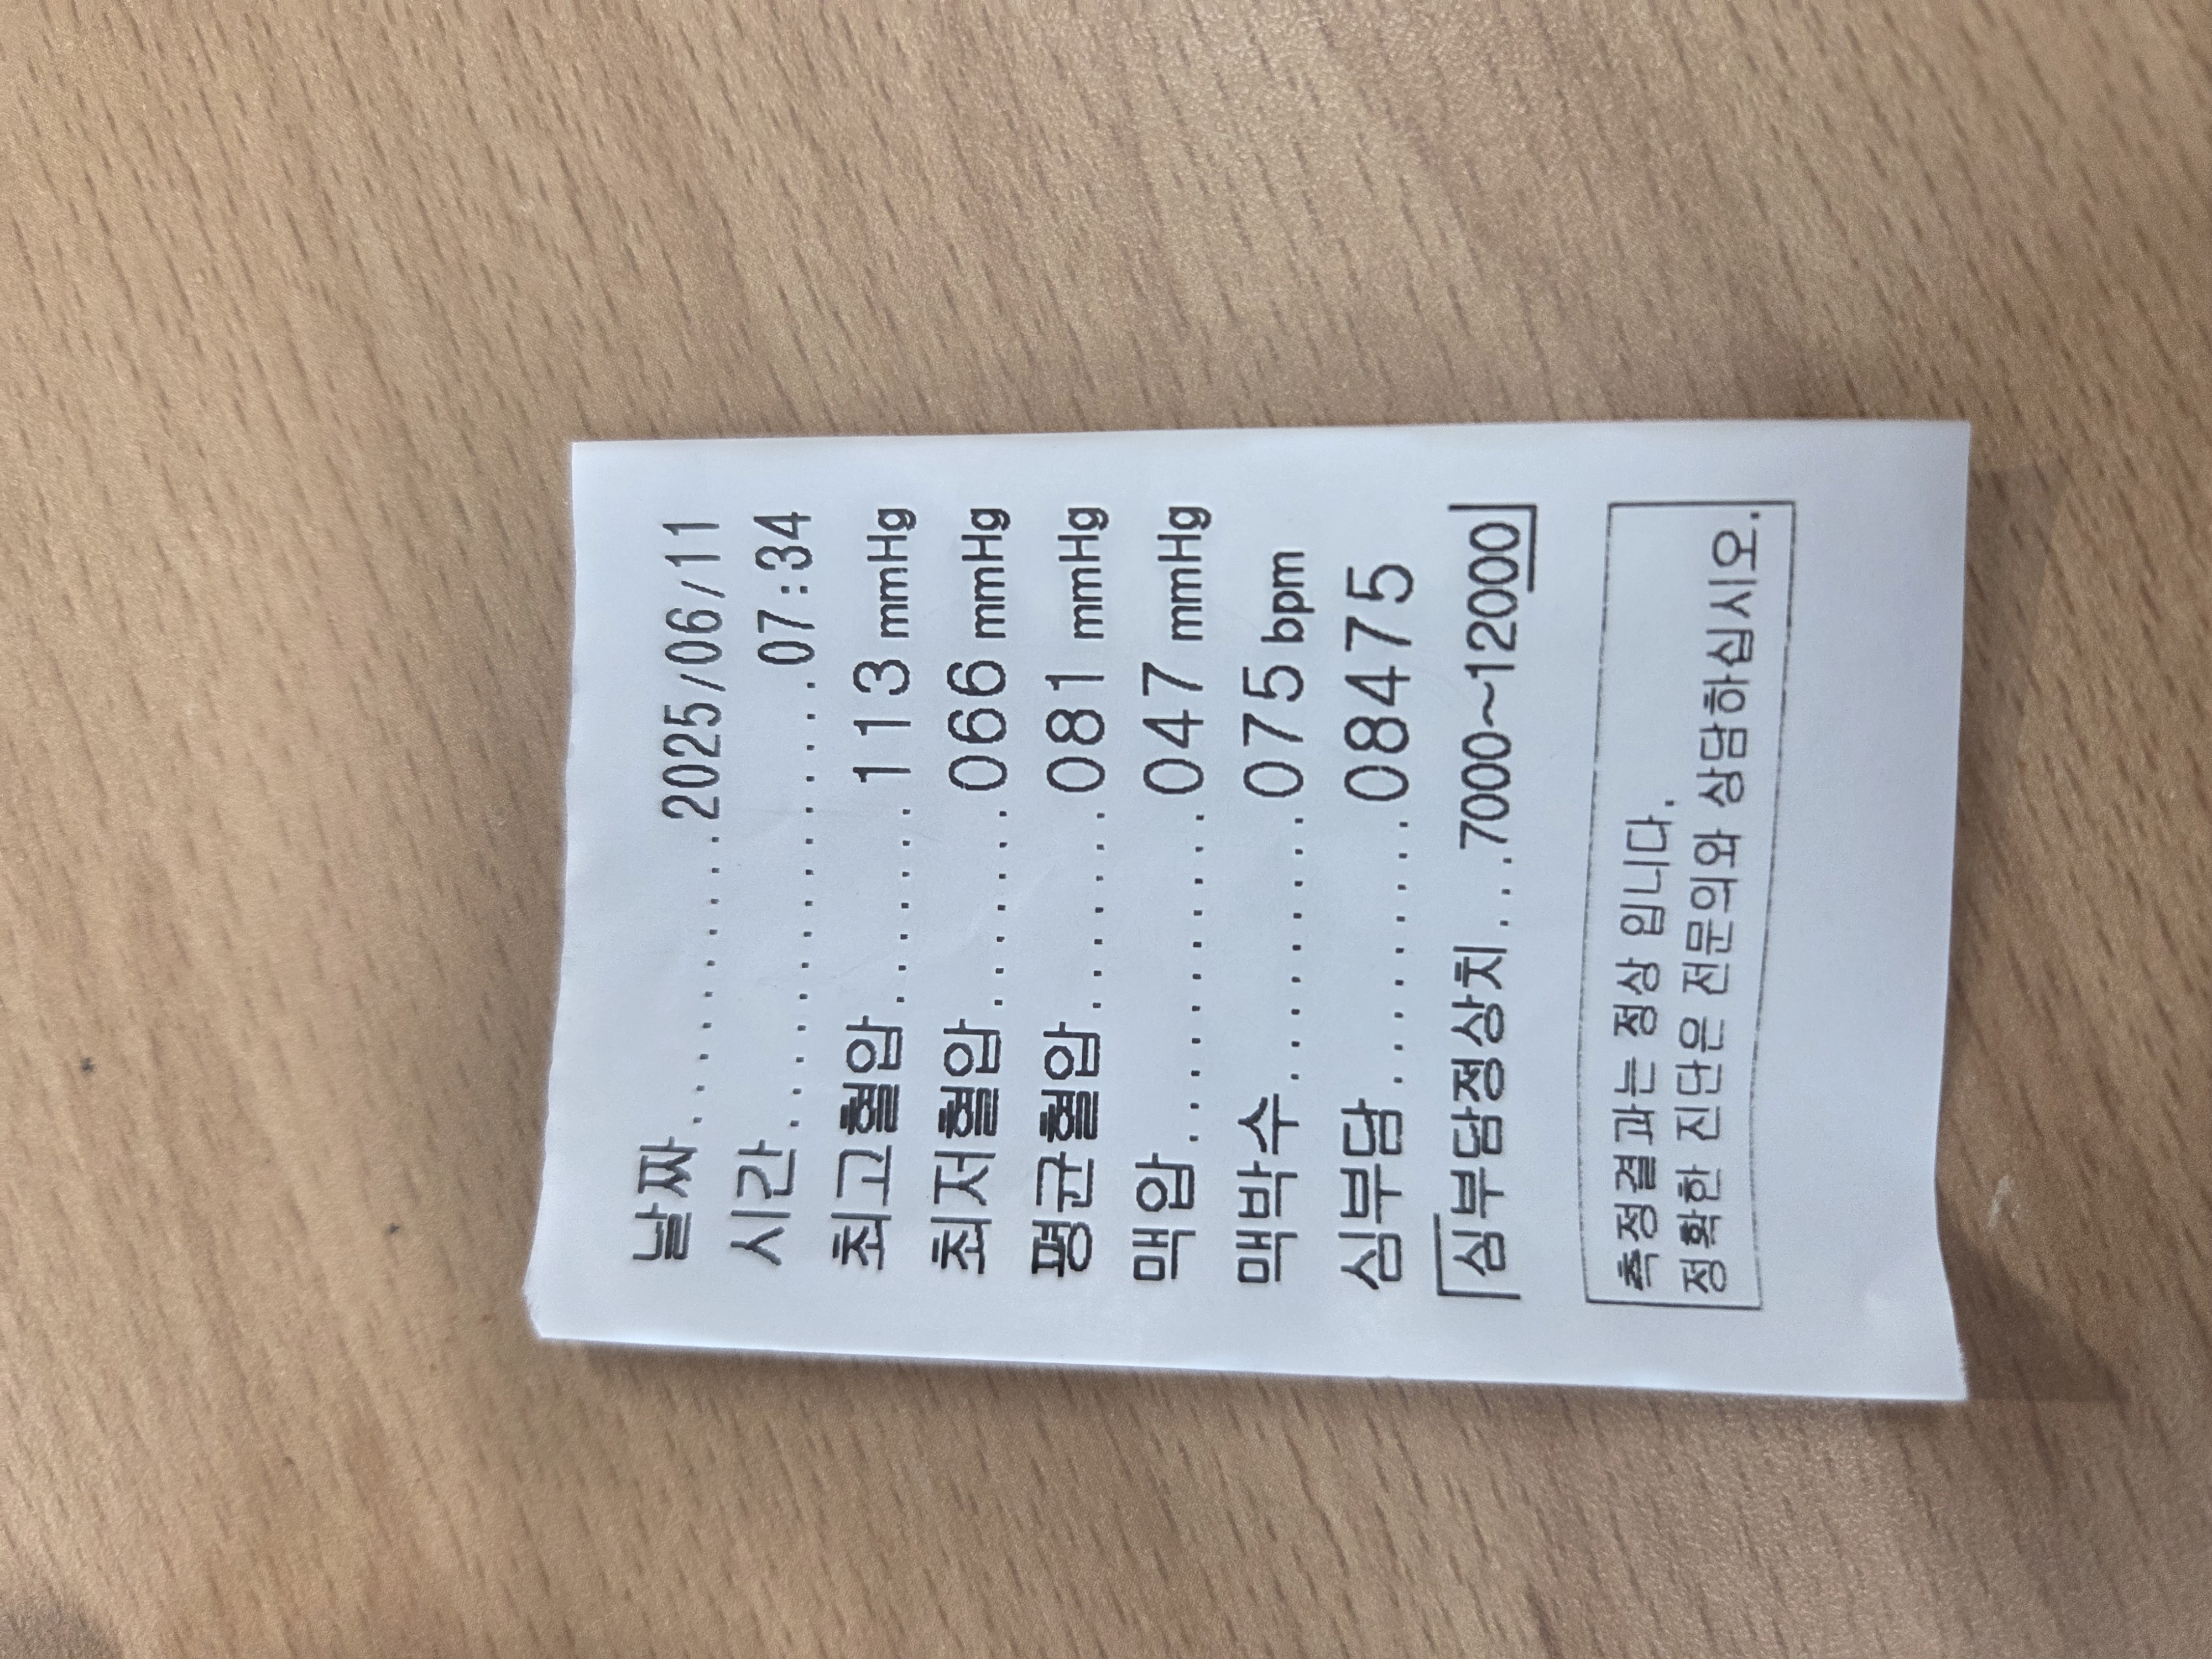 날짜..........2025/06/11
시간................07:34
최고혈압........113 mmHg
최저혈압........066 mmHg
평균혈압........081 mmHg
맥압............047 mmHg
맥박수..........075 bpm
심부담..........08475
심부담정상치...7000~12000
측정결과는 정상 입니다.
정확한 진단은 전문의와 상담하십시오.